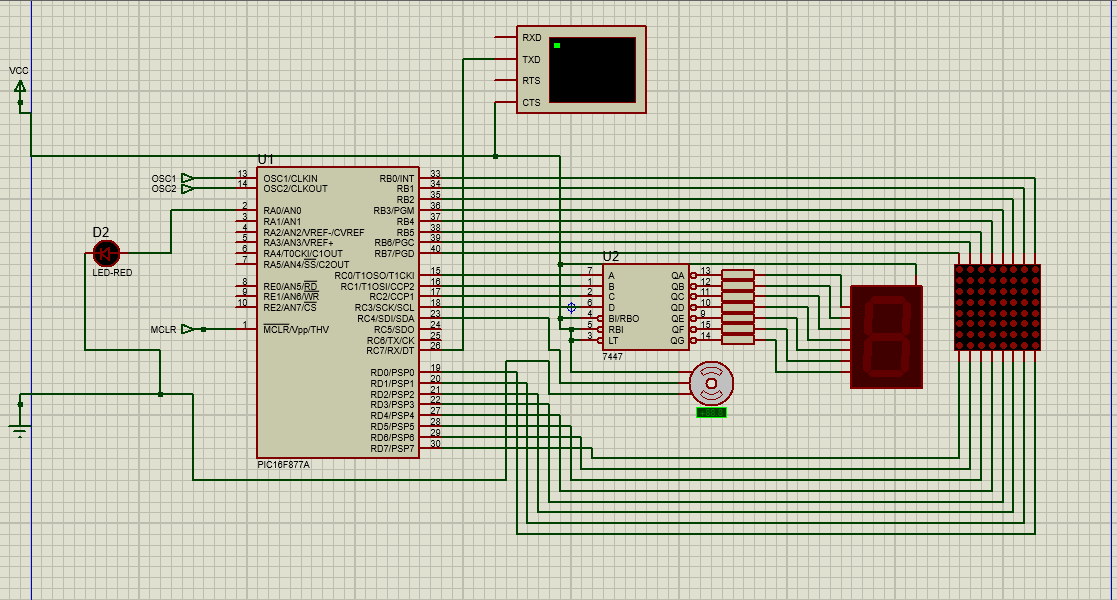 RXD
TXD
RTS
CTS
VCC
U1
OSC1
OSC2
13 OSC1/CLKIN
14 OSC2/CLKOUT
2 RA0/AN0
3 RA1/AN1
4 RA2/AN2/VREF-/CVREF
5 RA3/AN3/VREF+
6 RA4/T0CKI/C1OUT
7 RA5/AN4/SS/C2OUT
8 RE0/AN5/RD
9 RE1/AN6/WR
10 RE2/AN7/CS
MCLR
1 MCLR/Vpp/THV
RB0/INT 33
RB1 34
RB2 35
RB3/PGM 36
RB4 37
RB5 38
RB6/PGC 39
RB7/PGD 40
RC0/T1OSO/T1CKI 15
RC1/T1OSI/CCP2 16
RC2/CCP1 17
RC3/SCK/SCL 18
RC4/SDI/SDA 23
RC5/SDO 24
RC6/TX/CK 25
RC7/RX/DT 26
RD0/PSP0 19
RD1/PSP1 20
RD2/PSP2 21
RD3/PSP3 22
RD4/PSP4 27
RD5/PSP5 28
RD6/PSP6 29
RD7/PSP7 30
PIC16F877A
D2
LED-RED
U2
7 A QA 13
1 B QB 12
2 C QC 11
6 D QD 10
4 BI/RBO QE 9
5 RBI QF 15
3 LT QG 14
7447